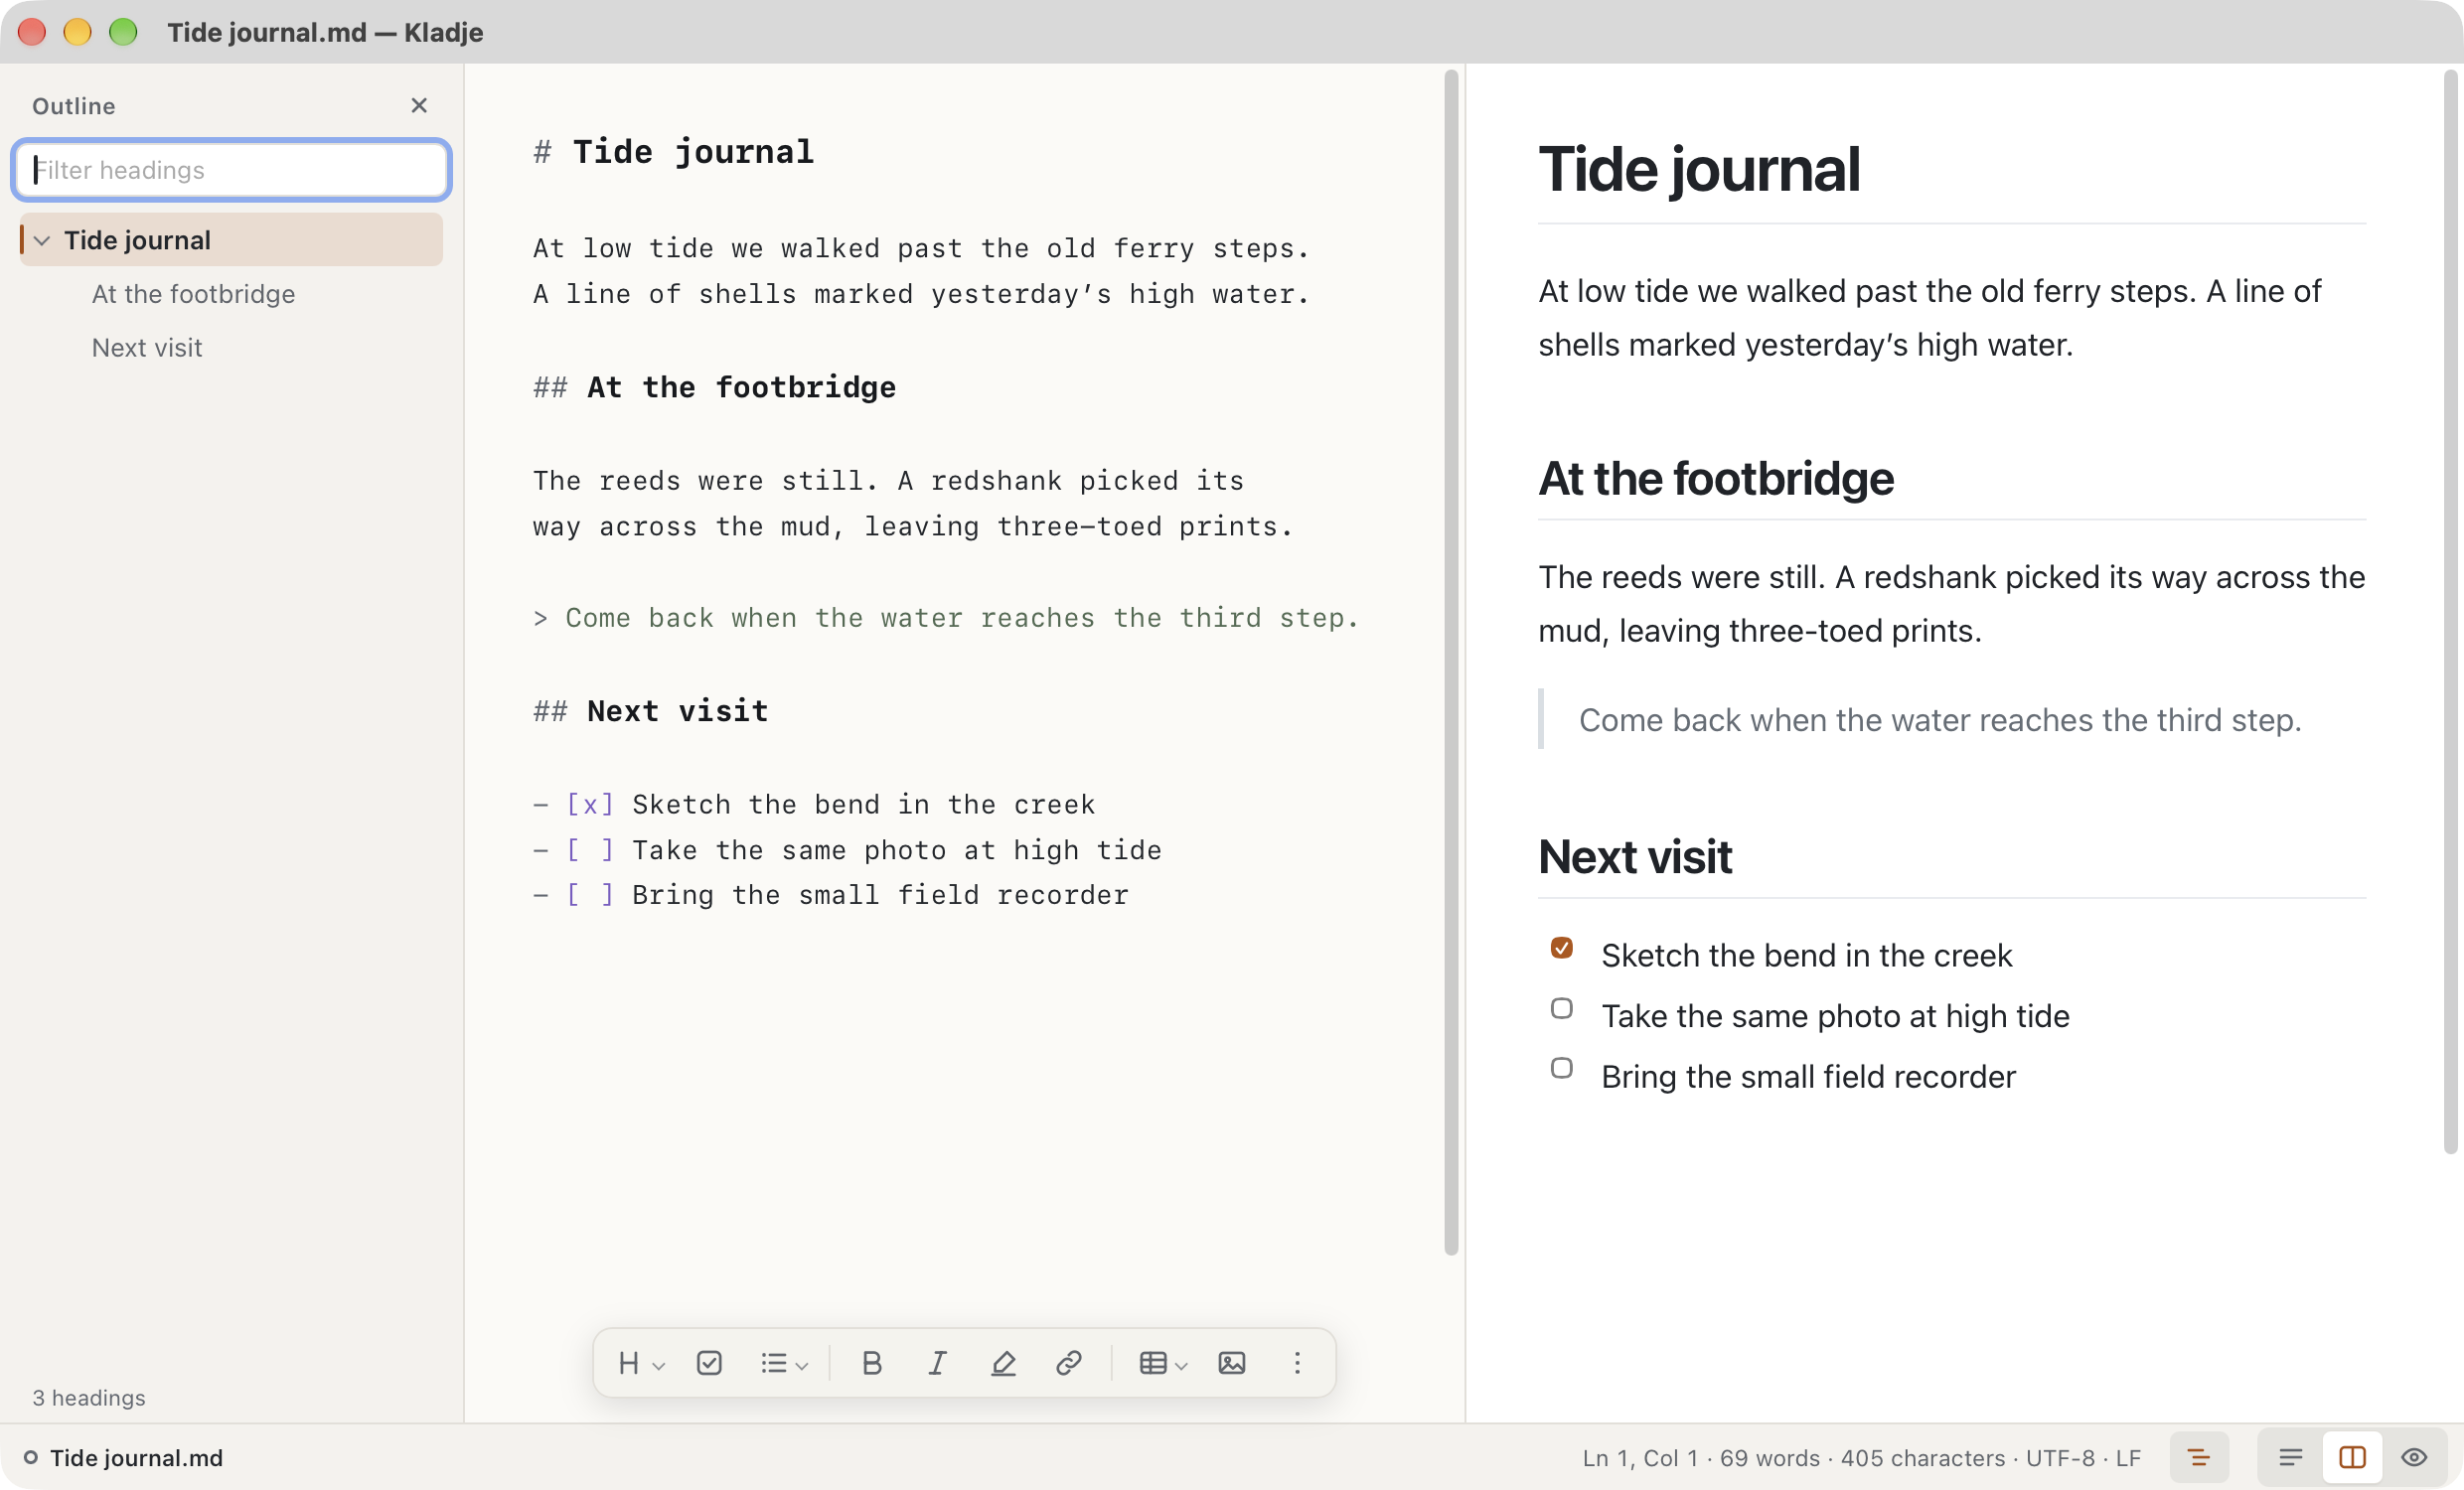 Tide journal.md — Kladje
Outline
Filter headings
Tide journal
At the footbridge
Next visit
3 headings
# Tide journal
At low tide we walked past the old ferry steps.
A line of shells marked yesterday’s high water.
## At the footbridge
The reeds were still. A redshank picked its
way across the mud, leaving three-toed prints.
> Come back when the water reaches the third step.
## Next visit
- [x] Sketch the bend in the creek
- [ ] Take the same photo at high tide
- [ ] Bring the small field recorder
H
B
I
Tide journal
At low tide we walked past the old ferry steps. A line of
shells marked yesterday’s high water.
At the footbridge
The reeds were still. A redshank picked its way across the
mud, leaving three-toed prints.
Come back when the water reaches the third step.
Next visit
Sketch the bend in the creek
Take the same photo at high tide
Bring the small field recorder
Tide journal.md
Ln 1, Col 1 · 69 words · 405 characters · UTF-8 · LF